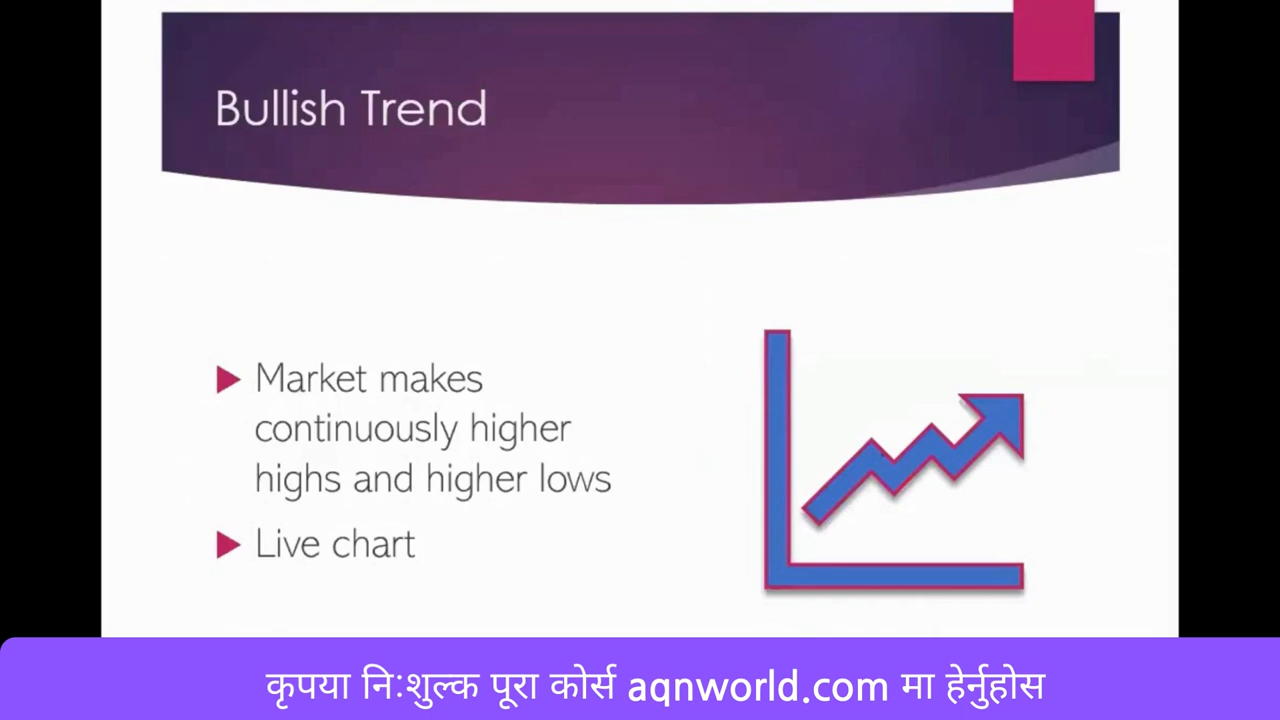 Bullish Trend
Market makes
continuously higher
highs and higher lows
Live chart
कृपया नि:शुल्क पूरा कोर्स aqnworld.com मा हेर्नुहोस